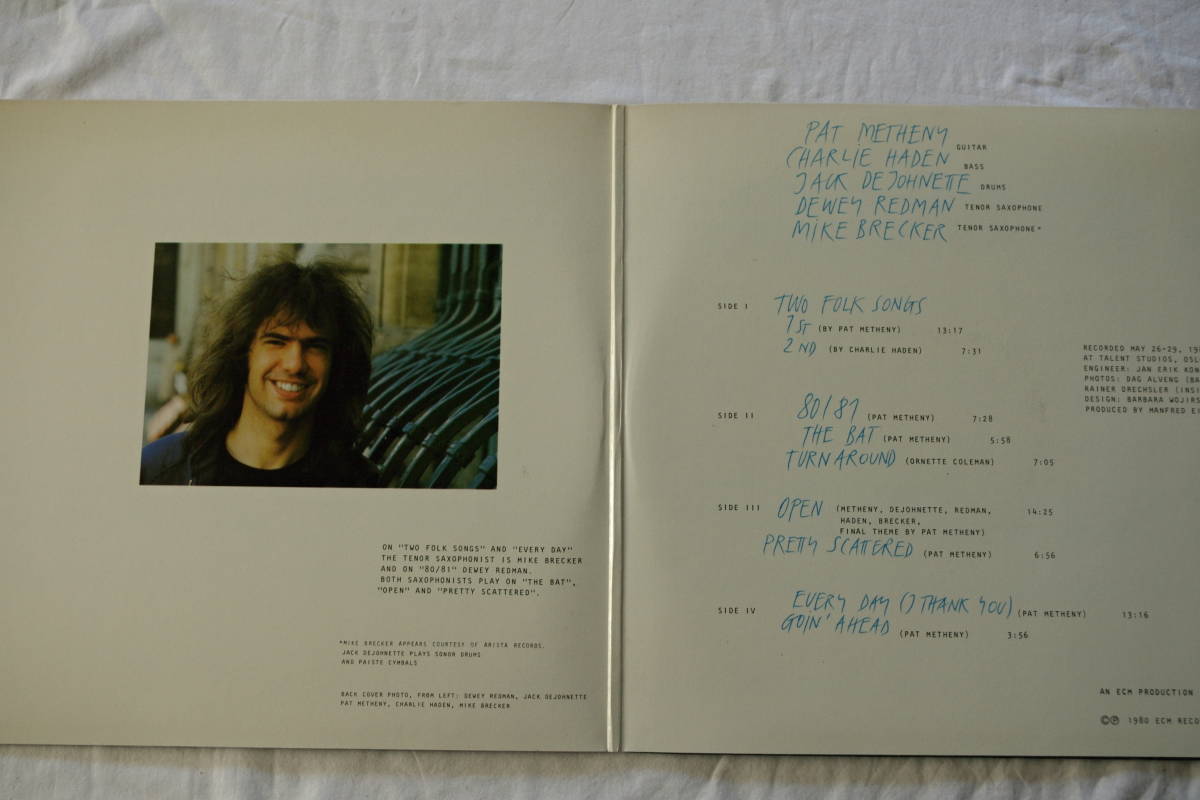 ON "TWO FOLK SONGS" AND "EVERY DAY"
THE TENOR SAXOPHONIST IS MIKE BRECKER
AND ON "80/81" DEWEY REDMAN.
BOTH SAXOPHONISTS PLAY ON "THE BAT",
"OPEN" AND "PRETTY SCATTERED".
*MIKE BRECKER APPEARS COURTESY OF ARISTA RECORDS.
JACK DEJOHNETTE PLAYS SONOR DRUMS
AND PAISTE CYMBALS
BACK COVER PHOTO, FROM LEFT: DEWEY REDMAN, JACK DEJOHNETTE
PAT METHENY, CHARLIE HADEN, MIKE BRECKER
PAT METHENY GUITAR
CHARLIE HADEN BASS
JACK DEJOHNETTE DRUMS
DEWEY REDMAN TENOR SAXOPHONE
MIKE BRECKER TENOR SAXOPHONE*
SIDE I TWO FOLK SONGS
1ST (BY PAT METHENY) 13:17
2ND (BY CHARLIE HADEN) 7:31
SIDE II 80/81 (PAT METHENY) 7:28
THE BAT (PAT METHENY) 5:58
TURNAROUND (ORNETTE COLEMAN) 7:05
SIDE III OPEN (METHENY, DEJOHNETTE, REDMAN, 14:25
HADEN, BRECKER,
FINAL THEME BY PAT METHENY)
PRETTY SCATTERED (PAT METHENY) 6:56
SIDE IV EVERY DAY (I THANK YOU) (PAT METHENY) 13:16
GOIN' AHEAD (PAT METHENY) 3:56
RECORDED MAY 26-29, 19
AT TALENT STUDIOS, OSL
ENGINEER: JAN ERIK KON
PHOTOS: DAG ALVENG (BA
RAINER DRECHSLER (INSI
DESIGN: BARBARA WOJIRS
PRODUCED BY MANFRED EI
AN ECM PRODUCTION
©℗ 1980 ECM RECO